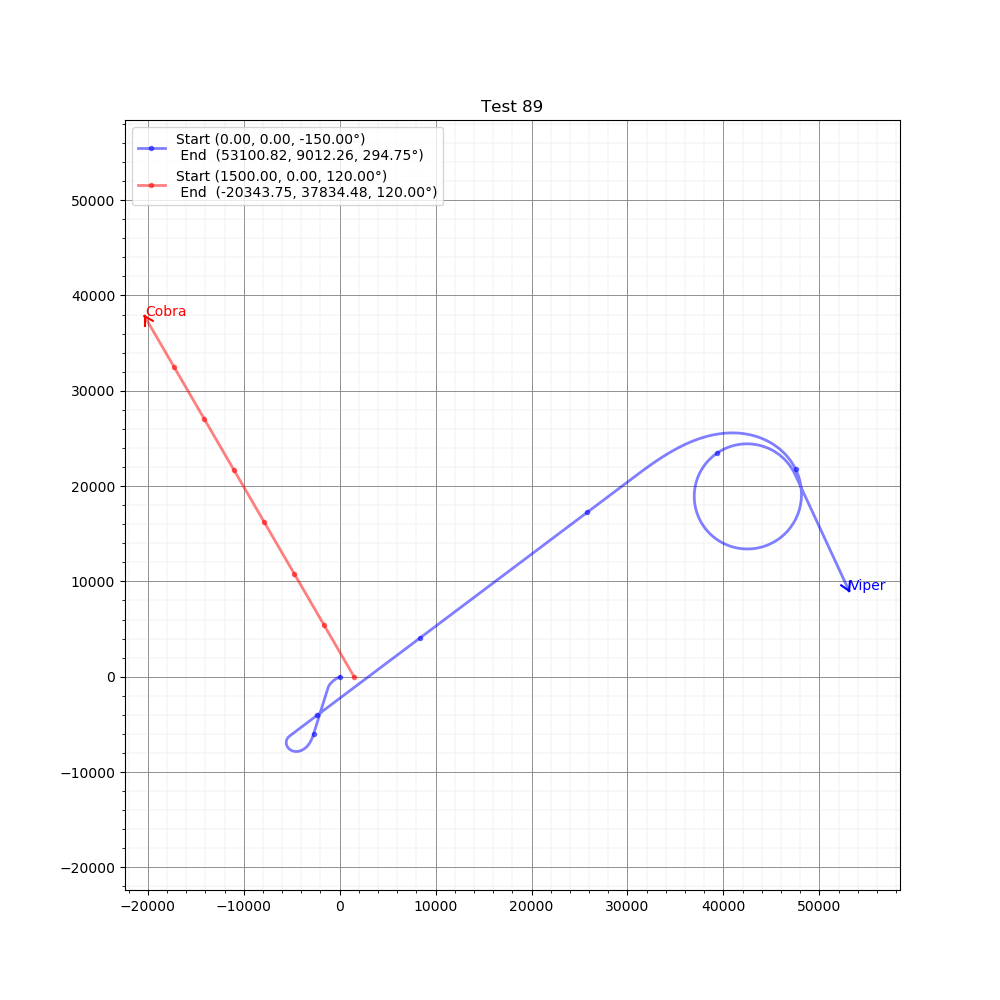 Test 89
Start (0.00, 0.00, -150.00°)
End (53100.82, 9012.26, 294.75°)
Start (1500.00, 0.00, 120.00°)
End (-20343.75, 37834.48, 120.00°)
50000
40000
30000
20000
10000
0
−10000
−20000
Cobra
Viper
−20000 −10000 0 10000 20000 30000 40000 50000